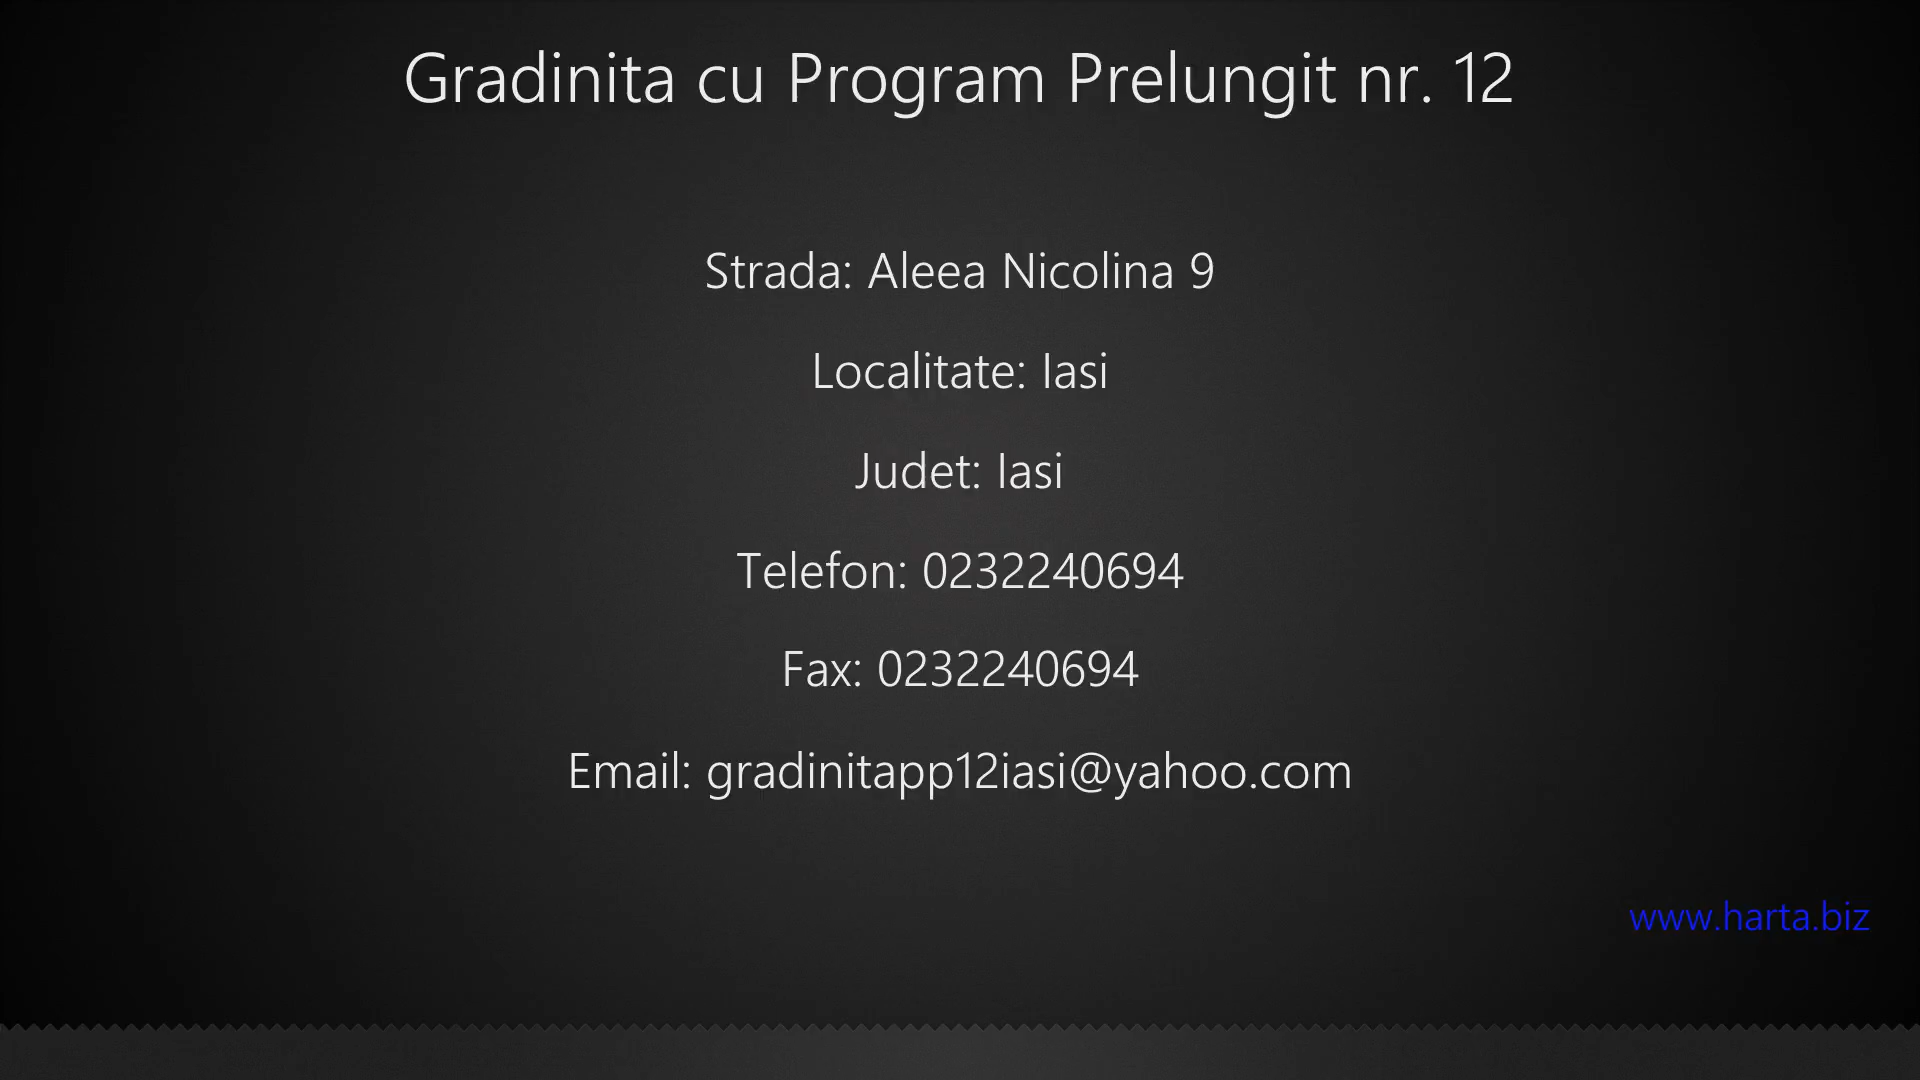 Gradinita cu Program Prelungit nr. 12
Strada: Aleea Nicolina 9
Localitate: Iasi
Judet: Iasi
Telefon: 0232240694
Fax: 0232240694
Email: gradinitapp12iasi@yahoo.com
www.harta.biz